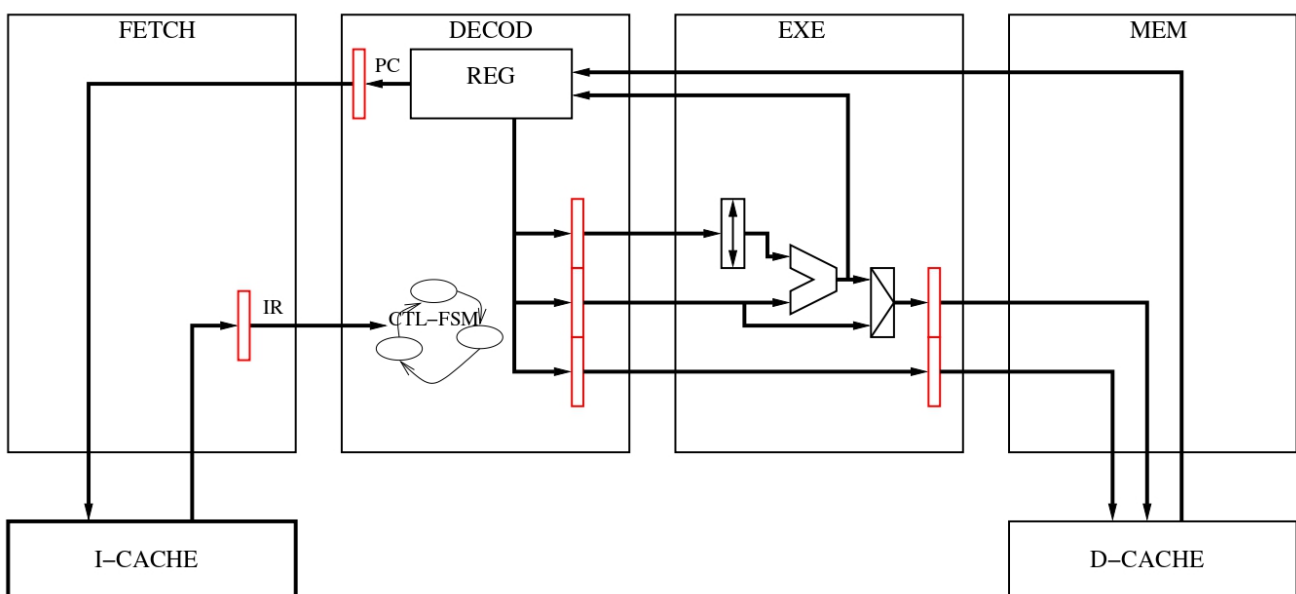 FETCH
DECOD
EXE
MEM
PC
REG
IR
CTL–FSM
I–CACHE
D–CACHE